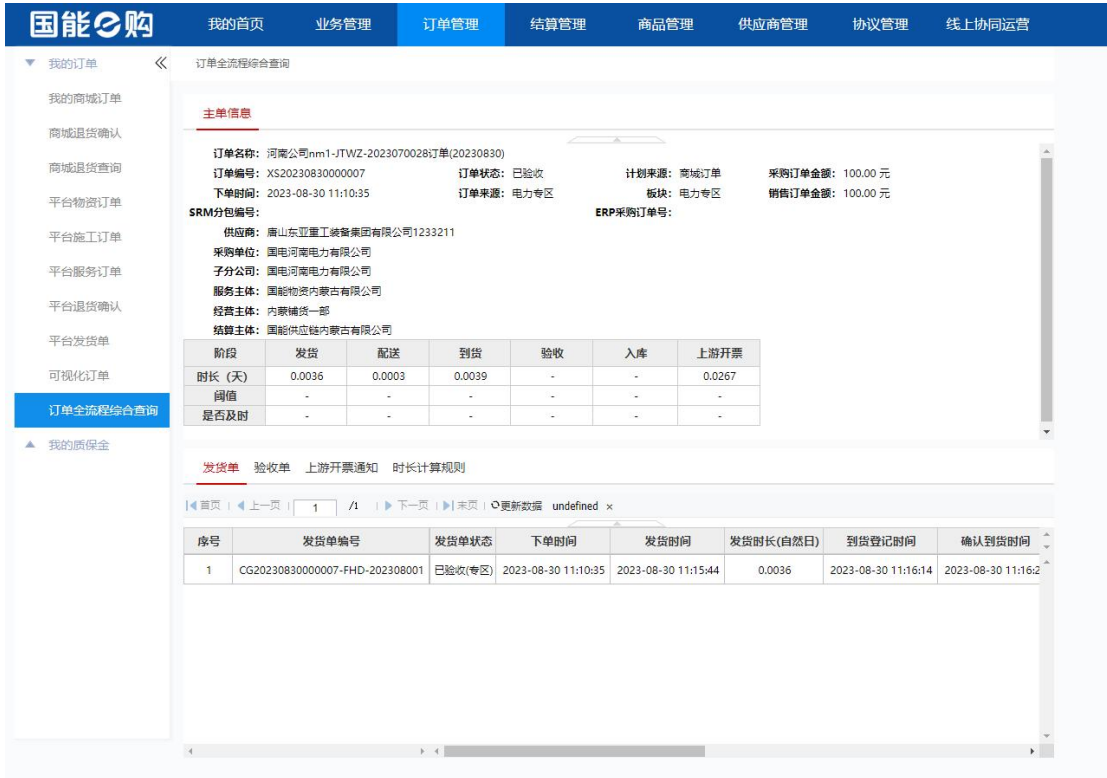 国能e购 我的首页 业务管理 订单管理 结算管理 商品管理 供应商管理 协议管理 线上协同运营
我的订单
我的商城订单
商城退货确认
商城退货查询
平台物资订单
平台施工订单
平台服务订单
平台退货确认
平台发货单
可视化订单
订单全流程综合查询
我的质保金
订单全流程综合查询
主单信息
订单名称: 河南公司nm1-JTWZ-2023070028订单(20230830)
订单编号: XS20230830000007 订单状态: 已验收 计划来源: 商城订单 采购订单金额: 100.00 元
下单时间: 2023-08-30 11:10:35 订单来源: 电力专区 板块: 电力专区 销售订单金额: 100.00 元
SRM分包编号: ERP采购订单号:
供应商: 唐山东亚重工装备集团有限公司1233211
采购单位: 国电河南电力有限公司
子分公司: 国电河南电力有限公司
服务主体: 国能物资内蒙古有限公司
经营主体: 内蒙铺货一部
结算主体: 国能供应链内蒙古有限公司
阶段 发货 配送 到货 验收 入库 上游开票
时长 (天) 0.0036 0.0003 0.0039 - - 0.0267
阈值 - - - - - -
是否及时 - - - - - -
发货单 验收单 上游开票通知 时长计算规则
首页 上一页 1 /1 下一页 末页 更新数据 undefined ×
序号 发货单编号 发货单状态 下单时间 发货时间 发货时长(自然日) 到货登记时间 确认到货时间
1 CG20230830000007-FHD-202308001 已验收(专区) 2023-08-30 11:10:35 2023-08-30 11:15:44 0.0036 2023-08-30 11:16:14 2023-08-30 11:16:2